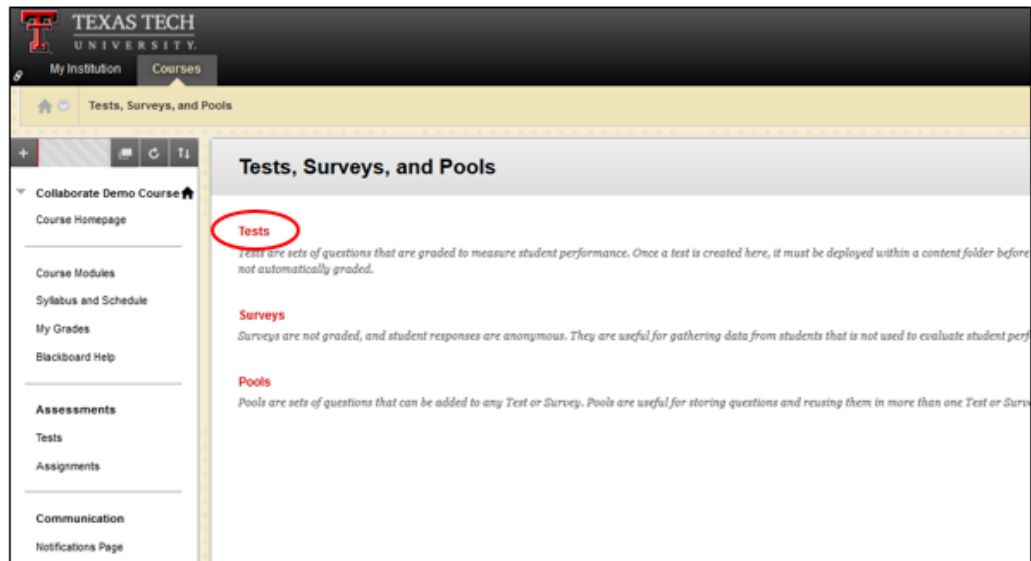 TEXAS TECH
UNIVERSITY.
My Institution Courses
Tests, Surveys, and Pools
Collaborate Demo Course
Course Homepage
Course Modules
Syllabus and Schedule
My Grades
Blackboard Help
Assessments
Tests
Assignments
Communication
Notifications Page
Tests, Surveys, and Pools
Tests
Tests are sets of questions that are graded to measure student performance. Once a test is created here, it must be deployed within a content folder before
not automatically graded.
Surveys
Surveys are not graded, and student responses are anonymous. They are useful for gathering data from students that is not used to evaluate student perf
Pools
Pools are sets of questions that can be added to any Test or Survey. Pools are useful for storing questions and reusing them in more than one Test or Surv